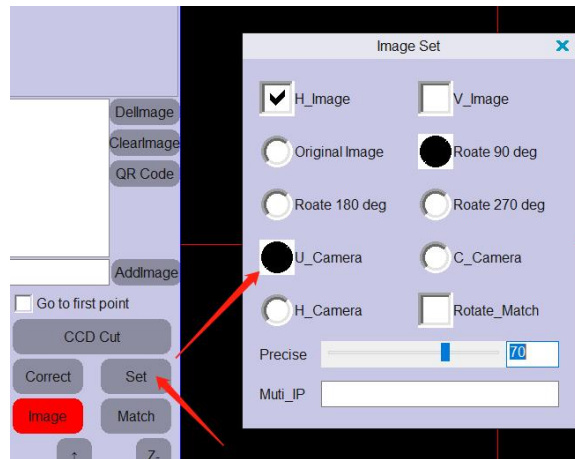 DelImage
ClearImage
QR Code
AddImage
Go to first point
CCD Cut
Correct
Set
Image
Match
↑
Z-
Image Set
H_Image
V_Image
Original Image
Roate 90 deg
Roate 180 deg
Roate 270 deg
U_Camera
C_Camera
H_Camera
Rotate_Match
Precise
70
Muti_IP